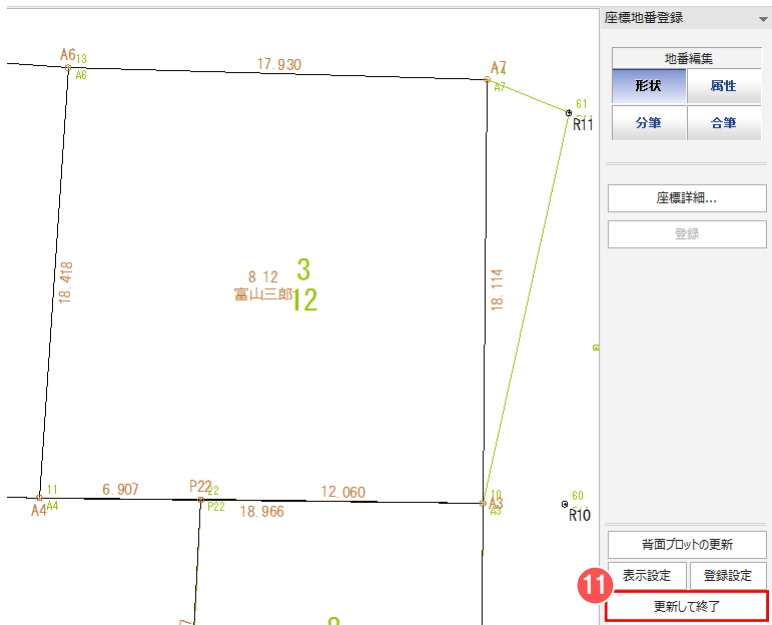 座標地番登録
地番編集
形状
属性
分筆
合筆
座標詳細...
登録
背面プロットの更新
表示設定
登録設定
11
更新して終了
A6
13
A6
17.930
A7
A7
61
R11
18.418
8 12
3
富山三郎
12
18.114
11
A4
A4
6.907
P22
22
P22
18.966
12.060
10
A3
A3
60
R10